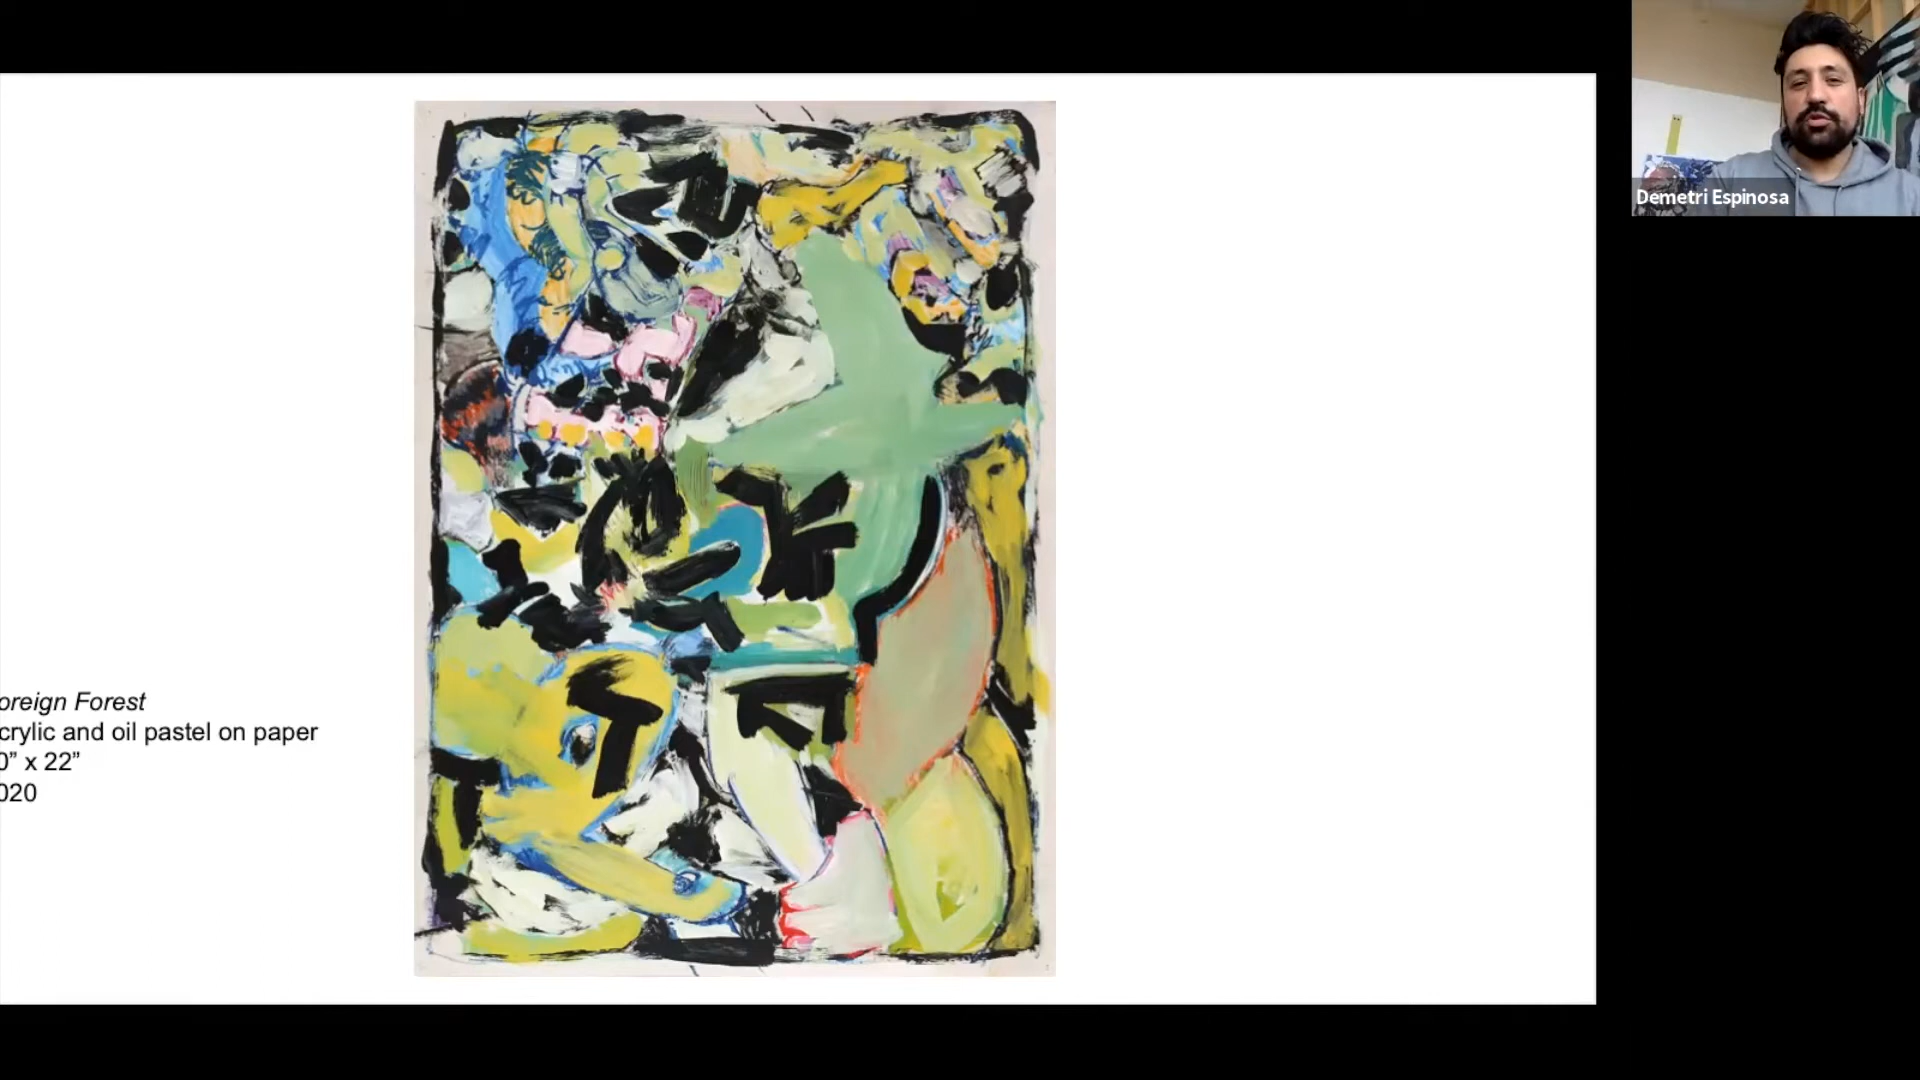 oreign Forest
crylic and oil pastel on paper
0” x 22”
020
Demetri Espinosa